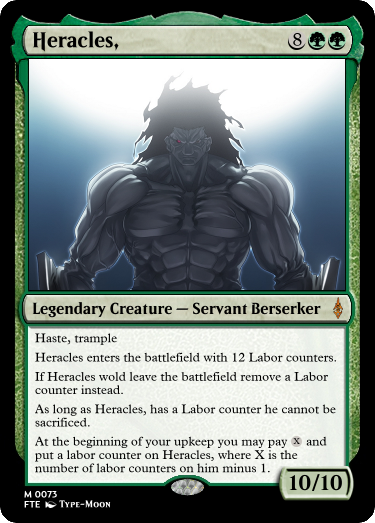 Heracles, 8
Legendary Creature — Servant Berserker
Haste, trample
Heracles enters the battlefield with 12 Labor counters.
If Heracles wold leave the battlefield remove a Labor
counter instead.
As long as Heracles, has a Labor counter he cannot be
sacrificed.
At the beginning of your upkeep you may pay X and
put a labor counter on Heracles, where X is the
number of labor counters on him minus 1.
10/10
M 0073
FTE Type-Moon